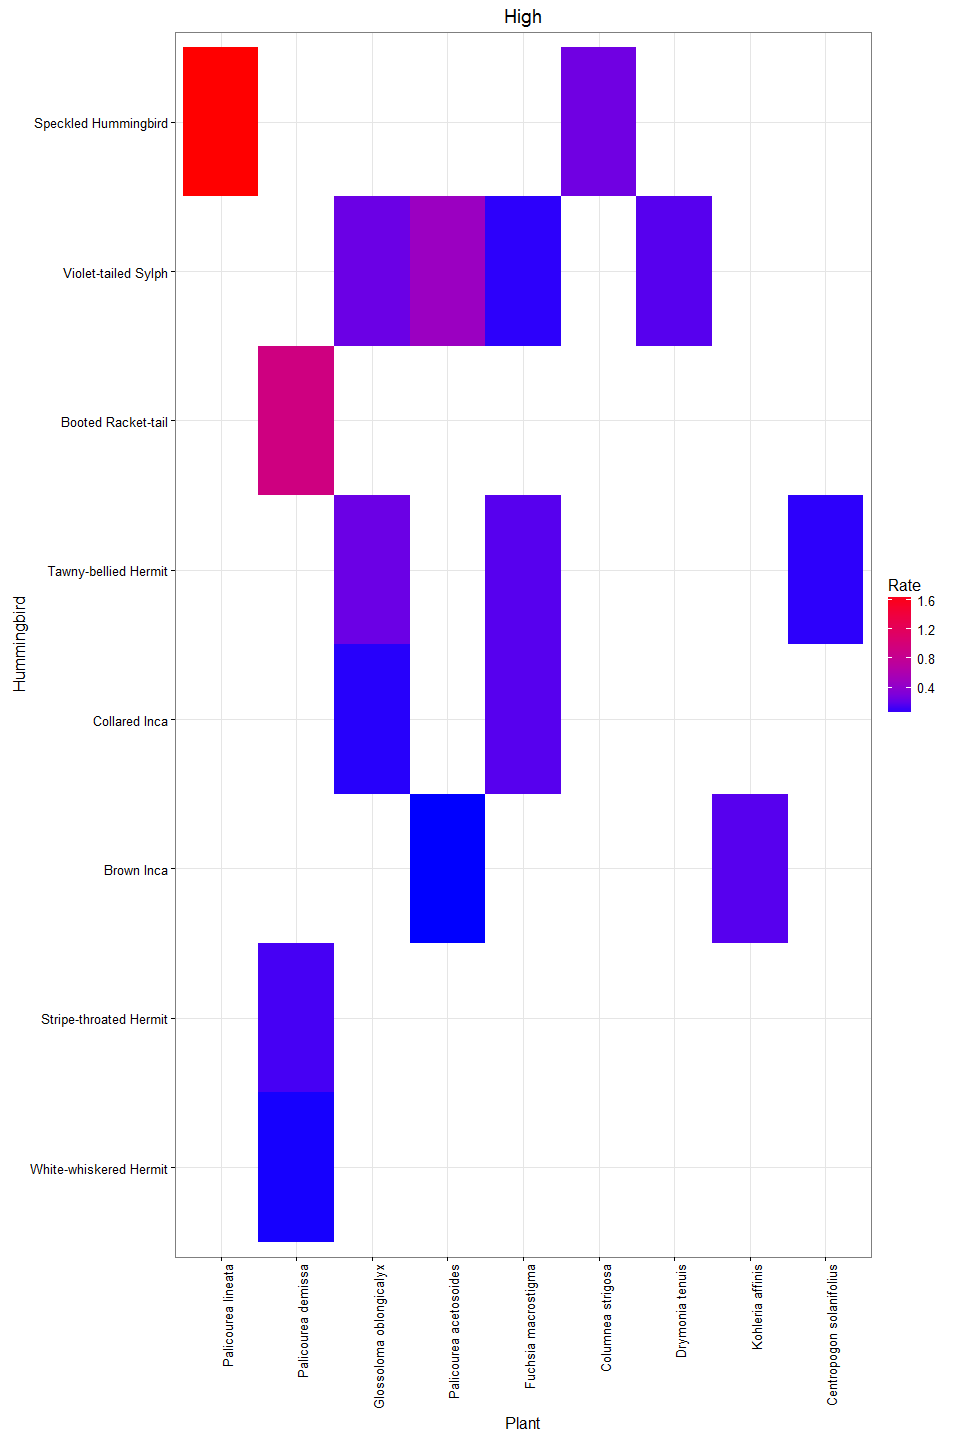 High
Speckled Hummingbird
Violet-tailed Sylph
Booted Racket-tail
Tawny-bellied Hermit
Collared Inca
Brown Inca
Stripe-throated Hermit
White-whiskered Hermit
Hummingbird
Rate
1.6
1.2
0.8
0.4
Palicourea lineata
Palicourea demissa
Glossoloma oblongicalyx
Palicourea acetosoides
Fuchsia macrostigma
Columnea strigosa
Drymonia tenuis
Kohleria affinis
Centropogon solanifolius
Plant